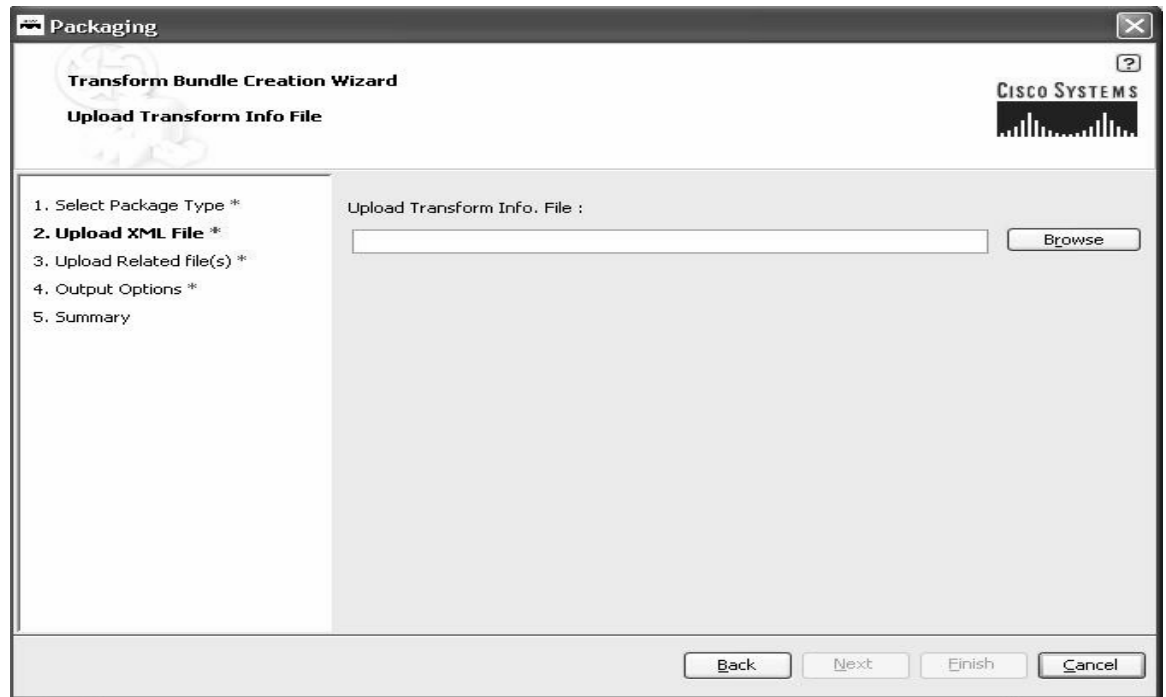 Packaging
Transform Bundle Creation Wizard
Upload Transform Info File
?
CISCO SYSTEMS
1. Select Package Type *
2. Upload XML File *
3. Upload Related file(s) *
4. Output Options *
5. Summary
Upload Transform Info. File :
Browse
Back
Next
Finish
Cancel